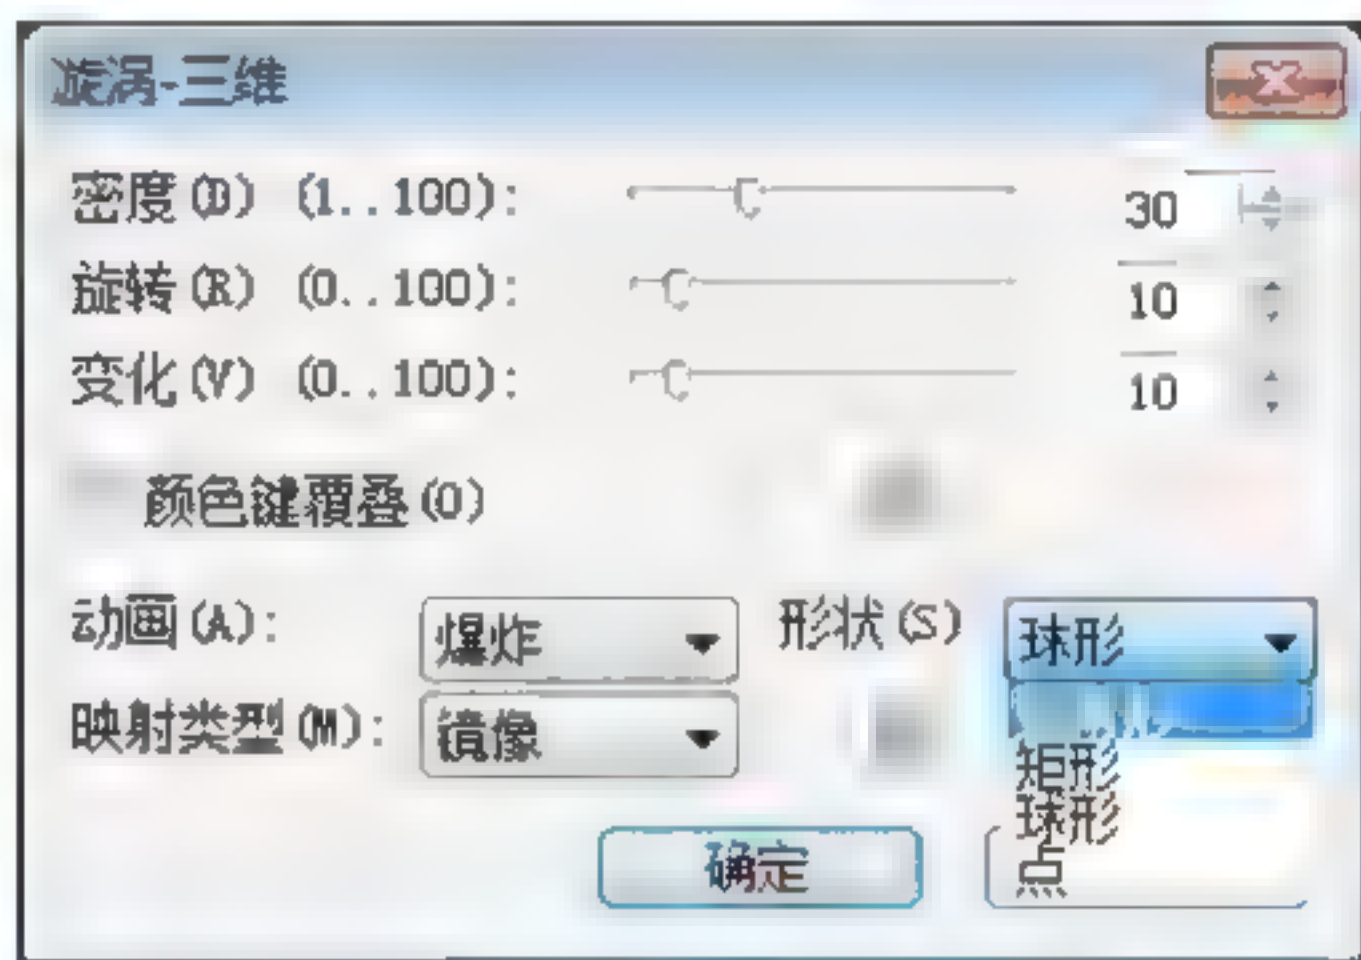 旋涡-三维
密度(D) (1..100): 30
旋转(R) (0..100): 10
变化(V) (0..100): 10
颜色键覆叠(O)
动画(A): 爆炸 形状(S) 球形
映射类型(M): 镜像
矩形
球形
点
确定